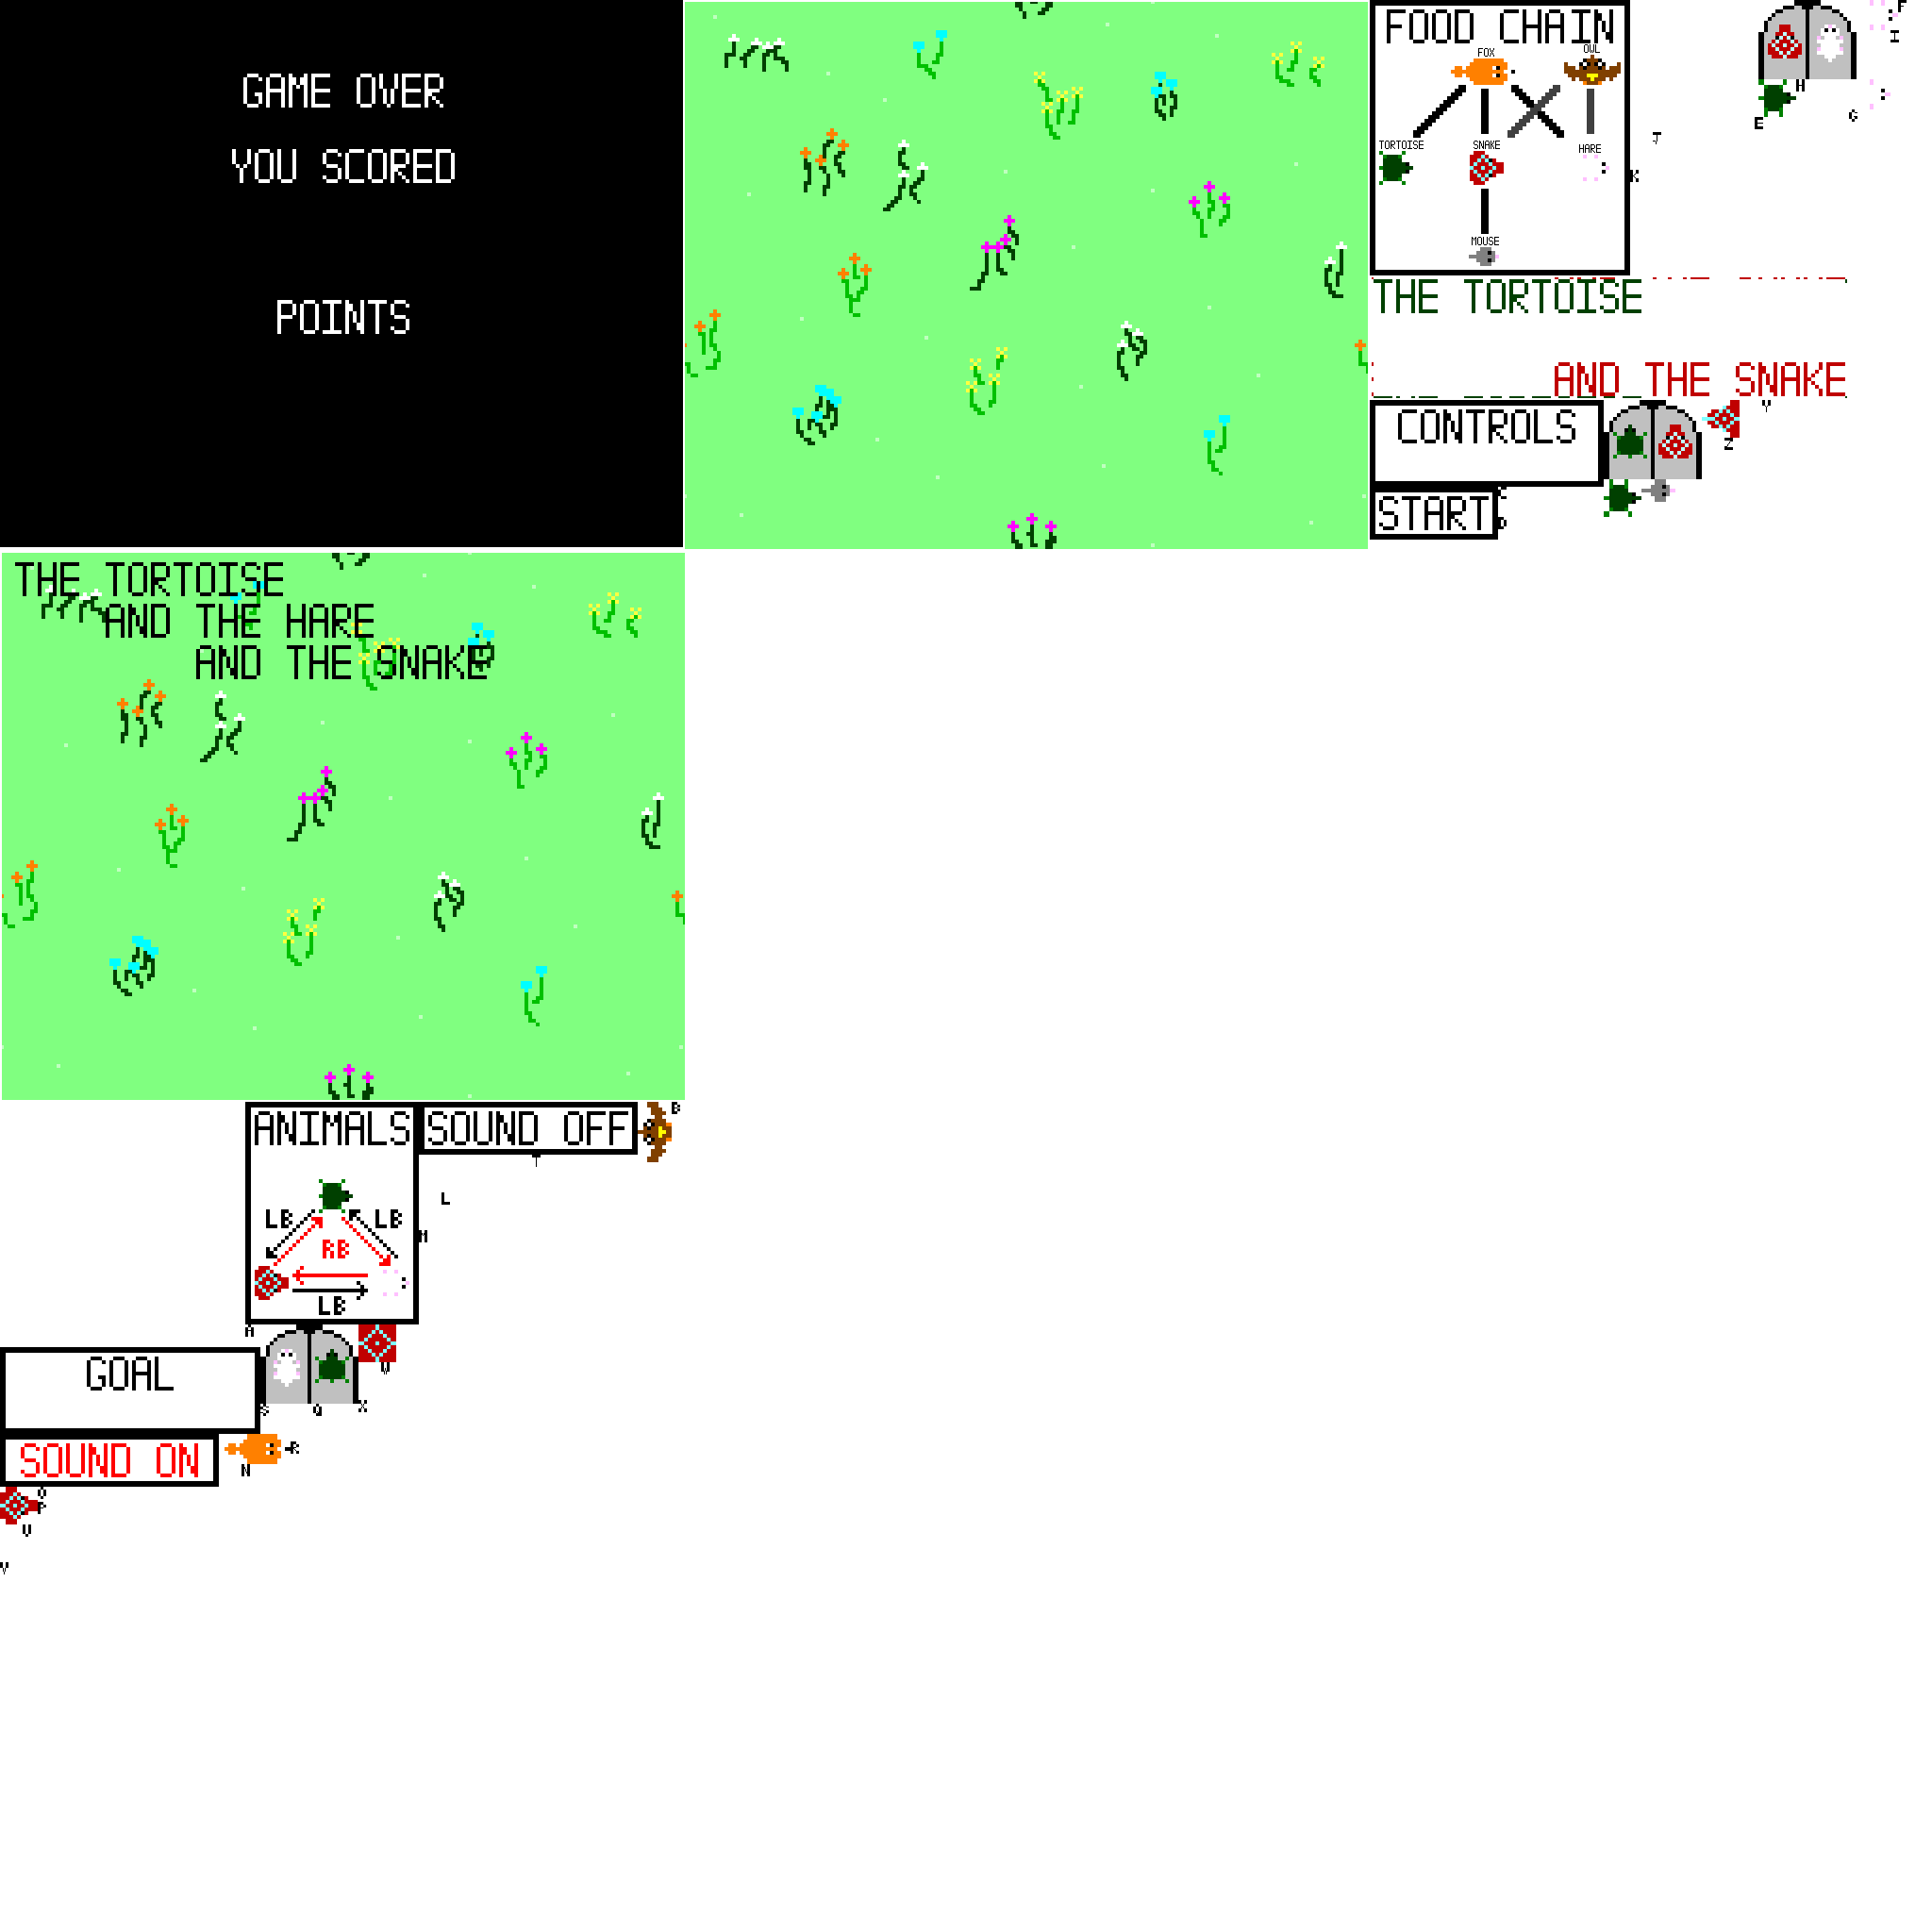 GAME OVER
YOU SCORED
POINTS
FOOD CHAIN
FOX
OWL
TORTOISE
SNAKE
HARE
MOUSE
F
I
H
E
G
J
K
THE TORTOISE
AND THE SNAKE
CONTROLS
Y
Z
START
D
THE TORTOISE
AND THE HARE
AND THE SNAKE
ANIMALS
SOUND OFF
B
T
L
LB
LB
RB
M
LB
A
W
GOAL
S
Q
X
SOUND ON
R
N
O
P
U
V